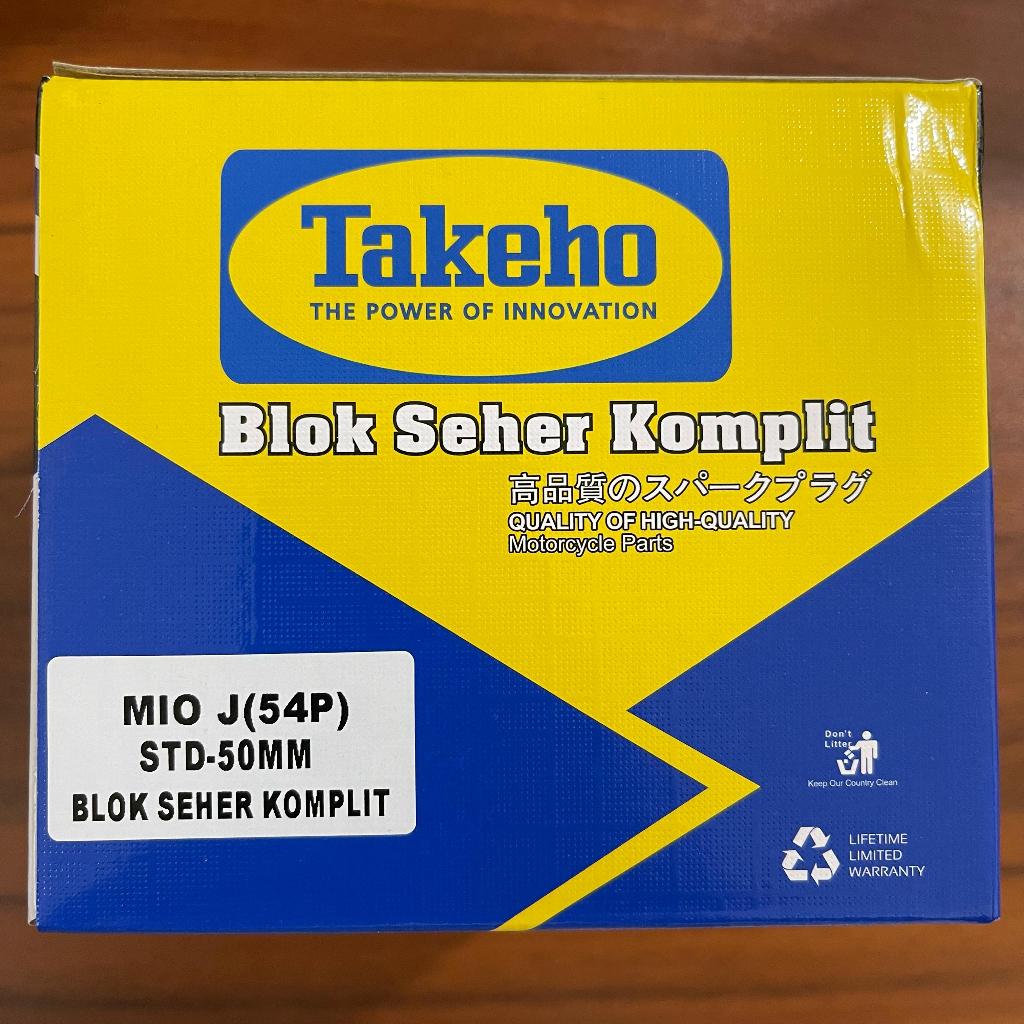 Takeho
THE POWER OF INNOVATION
Blok Seher Komplit
高品質のスパークプラグ
QUALITY OF HIGH-QUALITY
Motorcycle Parts
MIO J(54P)
STD-50MM
BLOK SEHER KOMPLIT
Don't
Litter
Keep Our Country Clean
LIFETIME
LIMITED
WARRANTY